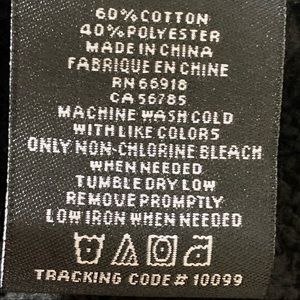 60% COTTON
40% POLYESTER
MADE IN CHINA
FABRIQUE EN CHINE
RN 66918
CA 56785
MACHINE WASH COLD
WITH LIKE COLORS
ONLY NON-CHLORINE BLEACH
WHEN NEEDED
TUMBLE DRY LOW
REMOVE PROMPTLY
LOW IRON WHEN NEEDED
TRACKING CODE # 10099